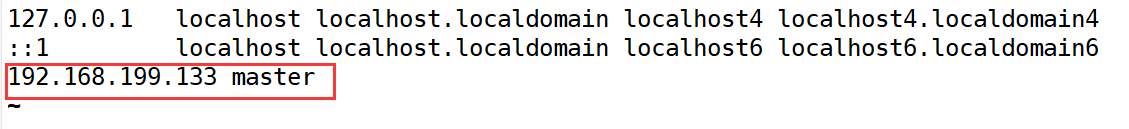 127.0.0.1   localhost localhost.localdomain localhost4 localhost4.localdomain4
::1         localhost localhost.localdomain localhost6 localhost6.localdomain6
192.168.199.133 master
~